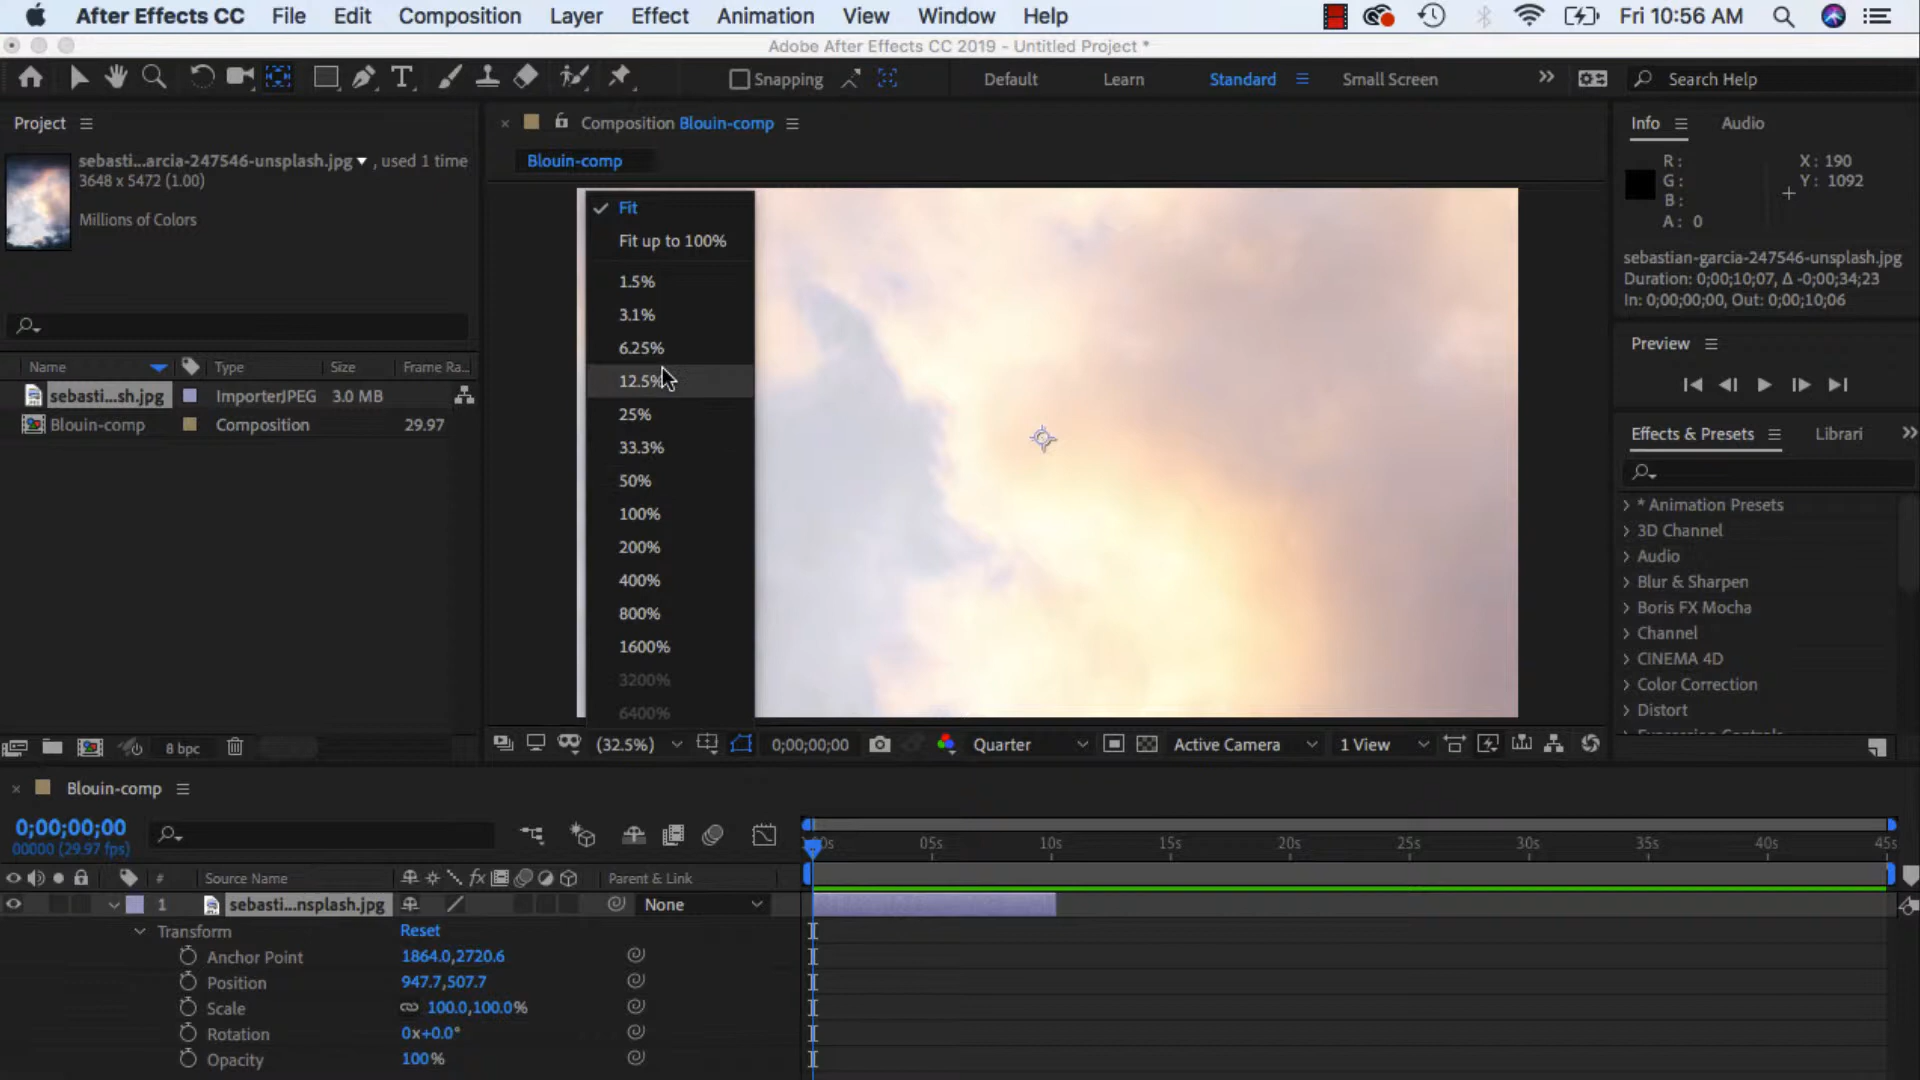 After Effects CC File Edit Composition Layer Effect Animation View Window Help Fri 10:56 AM
Adobe After Effects CC 2019 - Untitled Project *
Snapping Default Learn Standard Small Screen Search Help
Project
sebasti...arcia-247546-unsplash.jpg , used 1 time
3648 x 5472 (1.00)
Millions of Colors
Name Type Size Frame Ra...
sebasti...sh.jpg ImporterJPEG 3.0 MB
Blouin-comp Composition 29.97
8 bpc
Composition Blouin-comp
Blouin-comp
Fit
Fit up to 100%
1.5%
3.1%
6.25%
12.5%
25%
33.3%
50%
100%
200%
400%
800%
1600%
3200%
6400%
(32.5%) 0;00;00;00 Quarter Active Camera 1 View
Info Audio
R: X: 190
G: Y: 1092
B:
A: 0
sebastian-garcia-247546-unsplash.jpg
Duration: 0;00;10;07, Δ -0;00;34;23
In: 0;00;00;00, Out: 0;00;10;06
Preview
Effects & Presets Librari
* Animation Presets
3D Channel
Audio
Blur & Sharpen
Boris FX Mocha
Channel
CINEMA 4D
Color Correction
Distort
Blouin-comp
0;00;00;00
00000 (29.97 fps)
05s 10s 15s 20s 25s 30s 35s 40s 45s
# Source Name fx Parent & Link
1 sebasti...nsplash.jpg None
Transform Reset
Anchor Point 1864.0,2720.6
Position 947.7,507.7
Scale 100.0,100.0%
Rotation 0x+0.0°
Opacity 100%